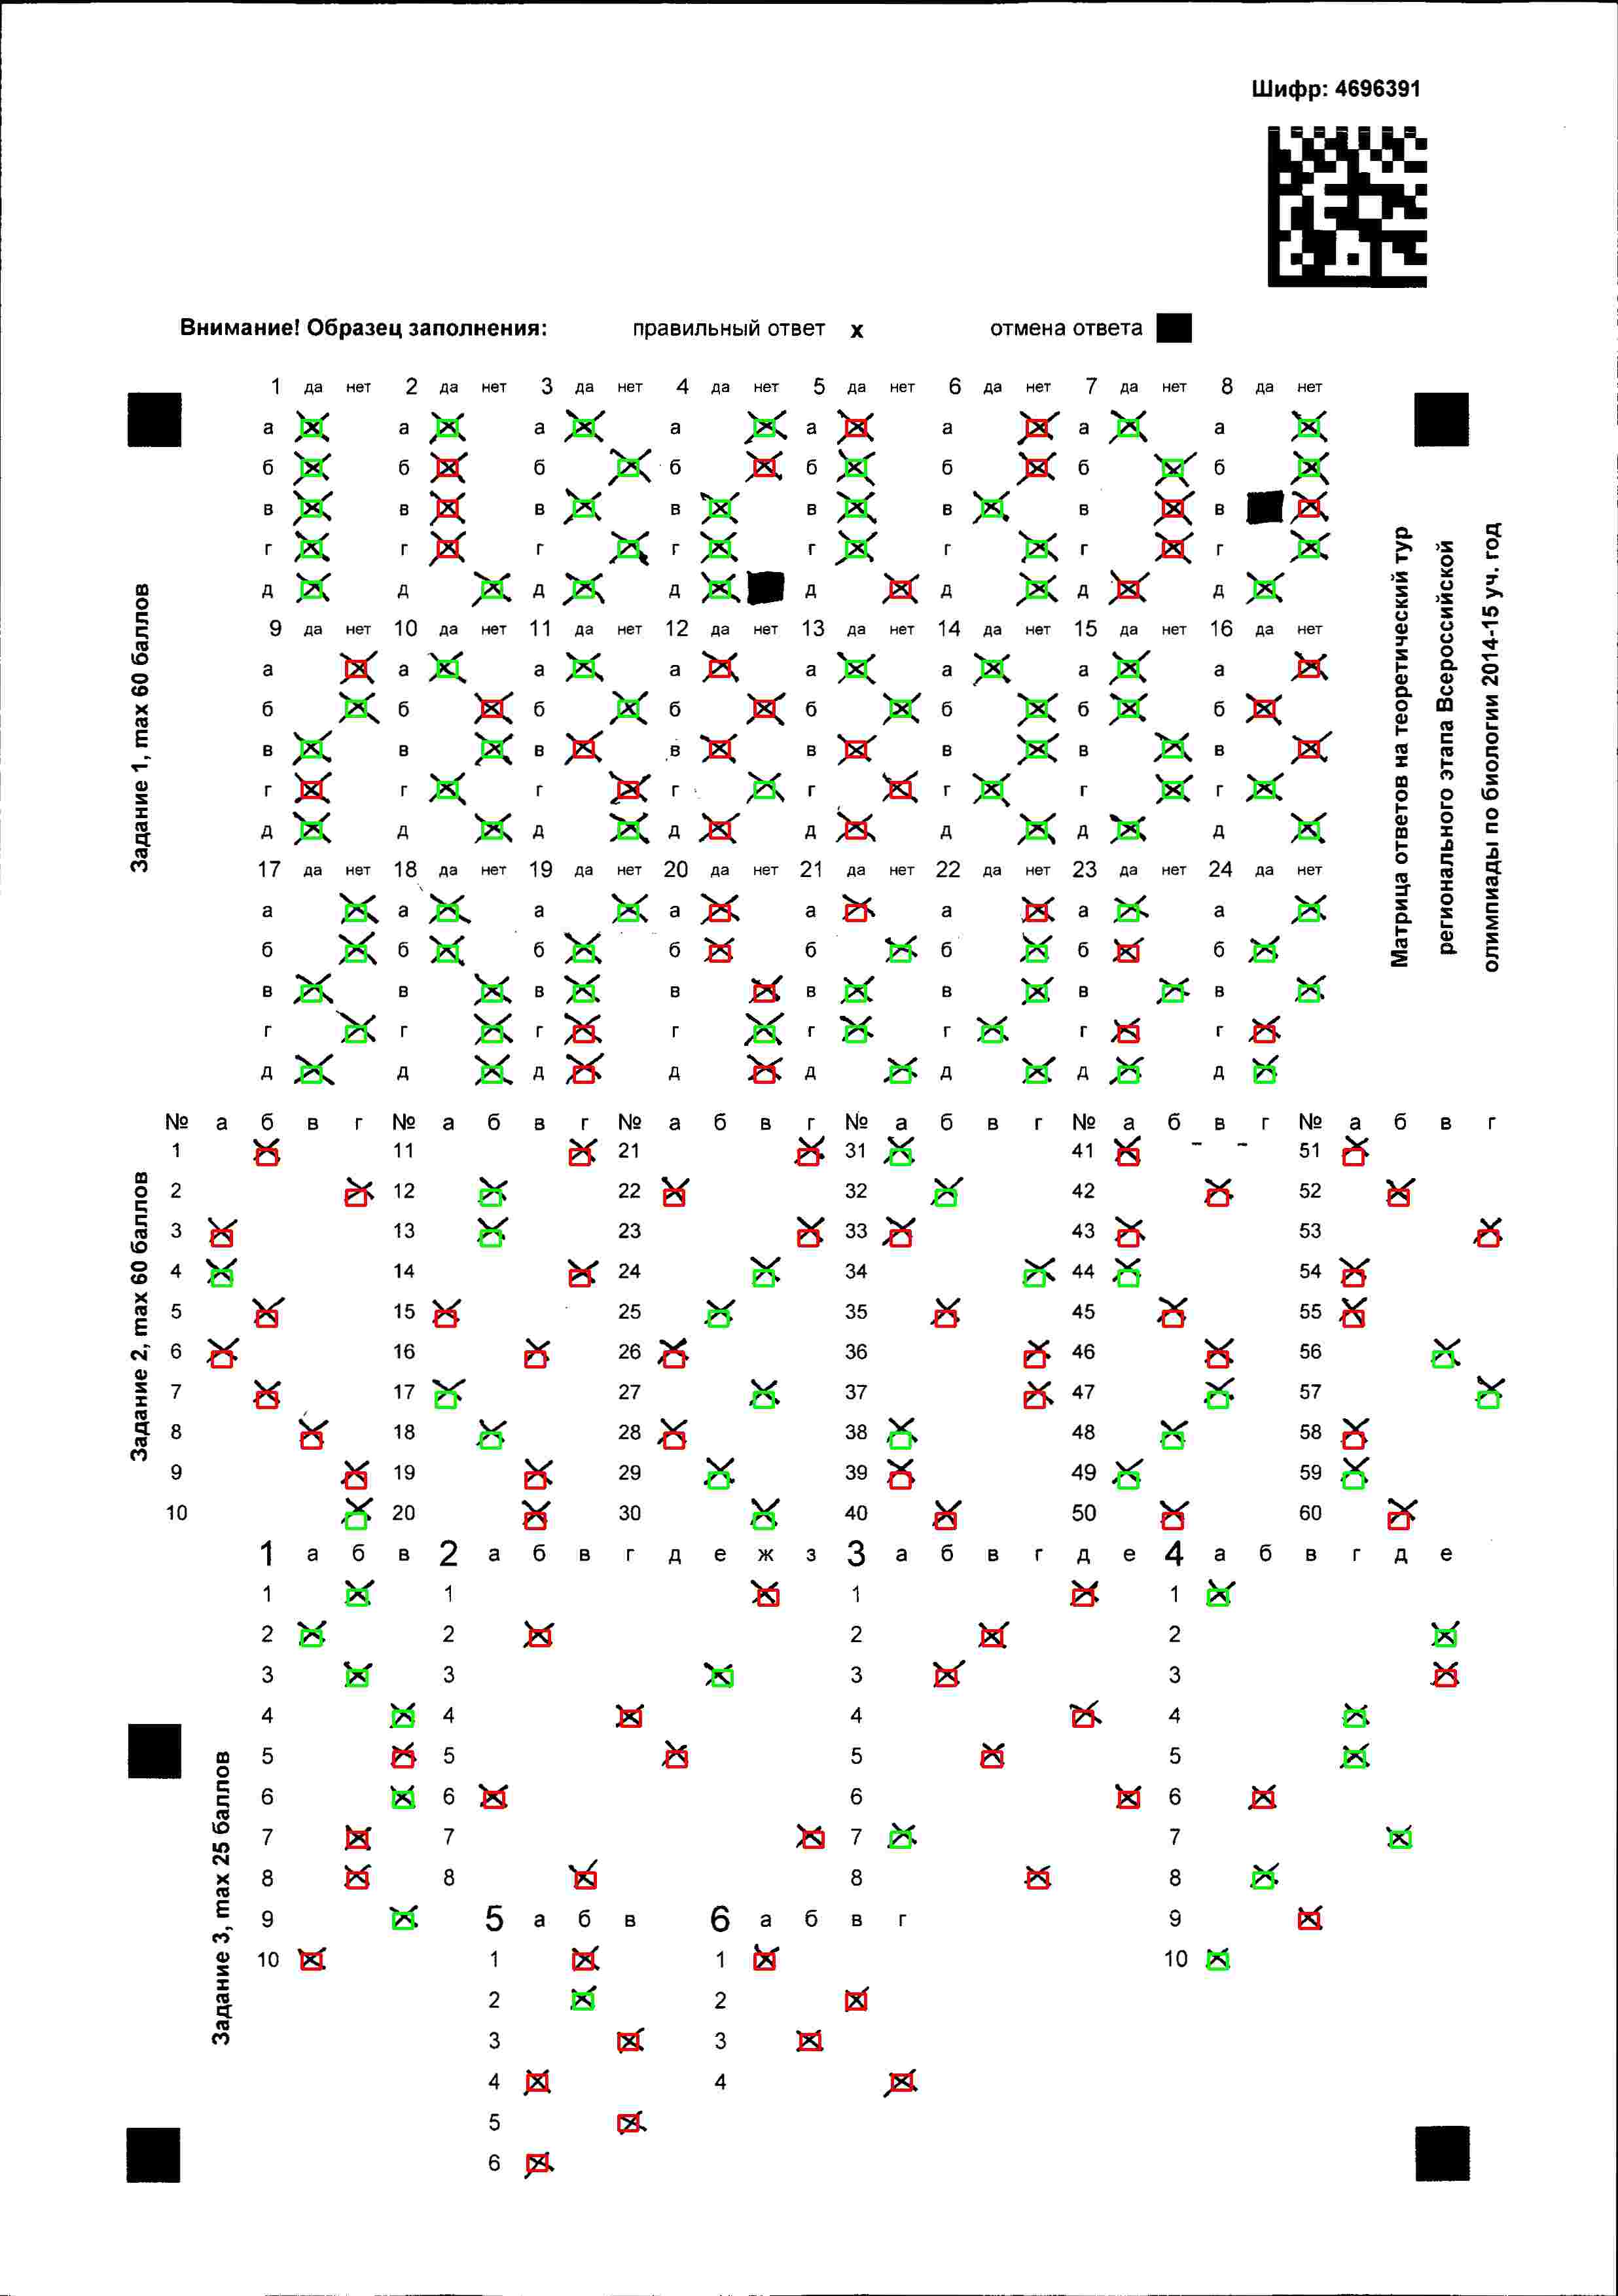 Шифр: 4696391
Внимание! Образец заполнения: правильный ответ x отмена ответа
1 да нет 2 да нет 3 да нет 4 да нет 5 да нет 6 да нет 7 да нет 8 да нет
а а а а а а а а
б б б б б б б б
в в в в в в в в
г г г г г г г г
д д д д д д д д
9 да нет 10 да нет 11 да нет 12 да нет 13 да нет 14 да нет 15 да нет 16 да нет
а а а а а а а а
б б б б б б б б
в в в в в в в в
г г г г г г г г
д д д д д д д д
17 да нет 18 да нет 19 да нет 20 да нет 21 да нет 22 да нет 23 да нет 24 да нет
а а а а а а а а
б б б б б б б б
в в в в в в в в
г г г г г г г г
д д д д д д д д
Задание 1, max 60 баллов
Матрица ответов на теоретический тур
регионального этапа Всероссийской
олимпиады по биологии 2014-15 уч. год
№ а б в г № а б в г № а б в г № а б в г № а б в г № а б в г
1 11 21 31 41 51
2 12 22 32 42 52
3 13 23 33 43 53
4 14 24 34 44 54
5 15 25 35 45 55
6 16 26 36 46 56
7 17 27 37 47 57
8 18 28 38 48 58
9 19 29 39 49 59
10 20 30 40 50 60
Задание 2, max 60 баллов
1 а б в 2 а б в г д е ж з 3 а б в г д е 4 а б в г д е
1 1 1 1
2 2 2 2
3 3 3 3
4 4 4 4
5 5 5 5
6 6 6 6
7 7 7 7
8 8 8 8
9 5 а б в 6 а б в г 9
10 1 1 10
2 2
3 3
4 4
5
6
Задание 3, max 25 баллов